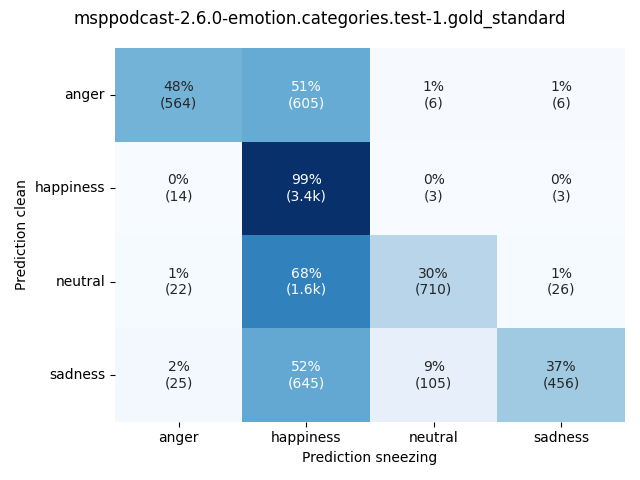 msppodcast-2.6.0-emotion.categories.test-1.gold_standard
anger
48%
(564)
51%
(605)
1%
(6)
1%
(6)
happiness
0%
(14)
99%
(3.4k)
0%
(3)
0%
(3)
neutral
1%
(22)
68%
(1.6k)
30%
(710)
1%
(26)
sadness
2%
(25)
52%
(645)
9%
(105)
37%
(456)
Prediction clean
anger
happiness
neutral
sadness
Prediction sneezing